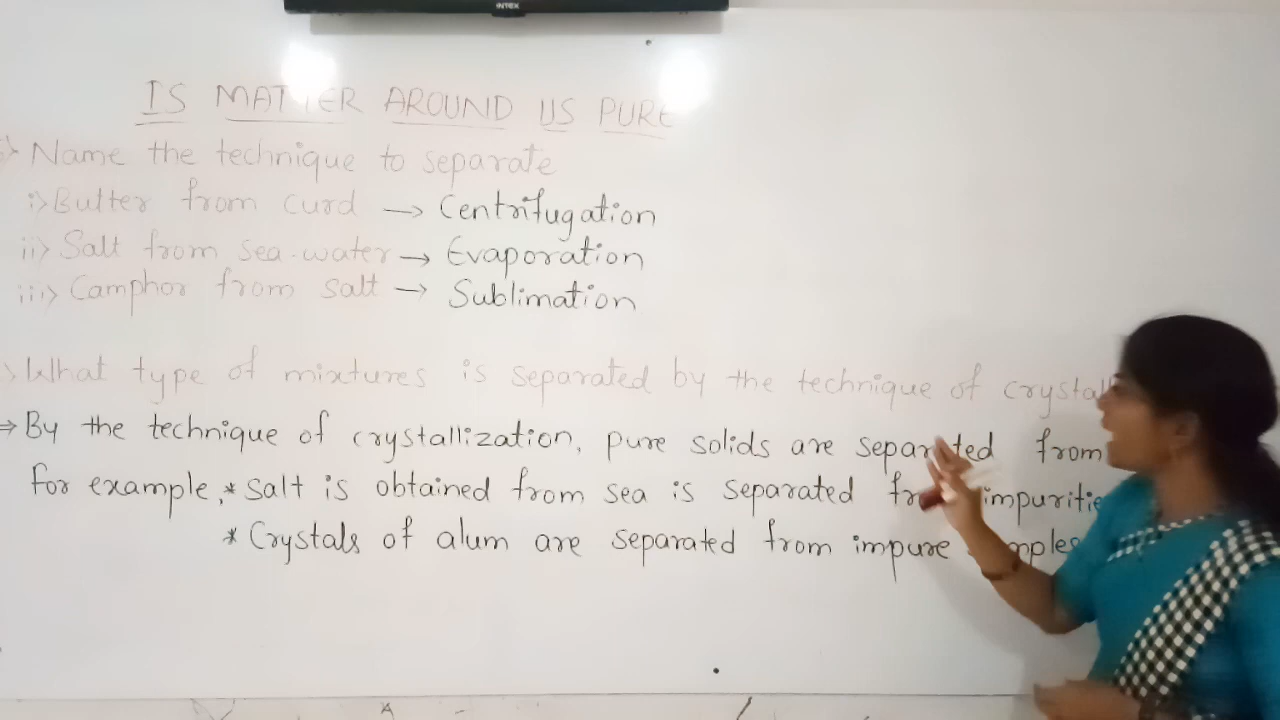 INTEX
IS MATTER AROUND US PURE
Name the technique to separate
i> Butter from curd → Centrifugation
ii> Salt from sea-water → Evaporation
iii> Camphor from salt → Sublimation
What type of mixtures is separated by the technique of
⇒ By the technique of crystallization, pure solids are separated from
for example, * salt is obtained from sea is separated
* Crystals of alum are separated from impure